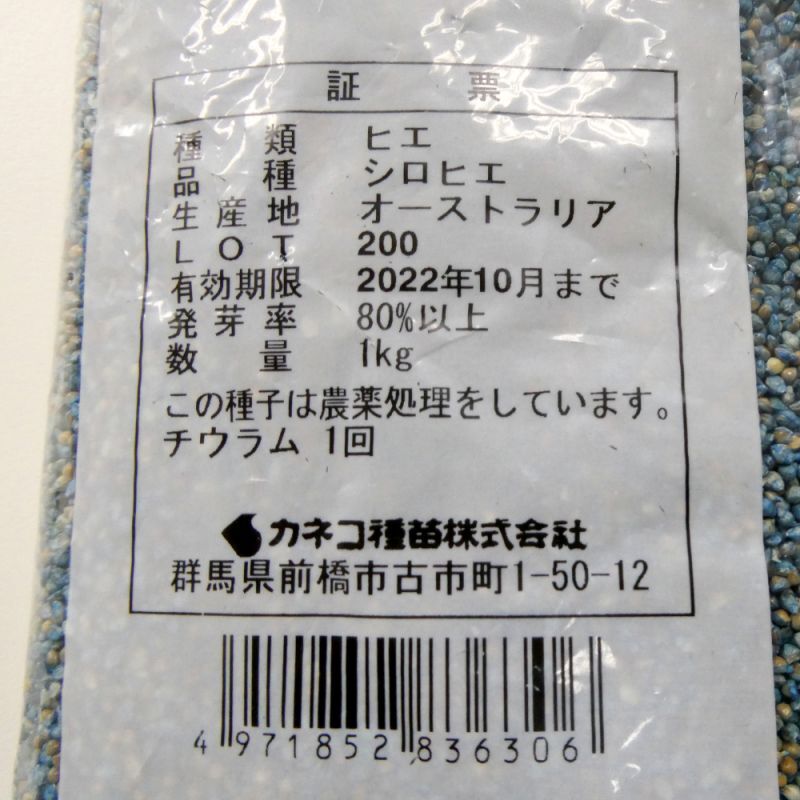 証票
種類 ヒエ
品種 シロヒエ
生産地 オーストラリア
LOT 200
有効期限 2022年10月まで
発芽率 80%以上
数量 1kg
この種子は農薬処理をしています。
チウラム 1回
カネコ種苗株式会社
群馬県前橋市古市町1-50-12
4 971852 836306